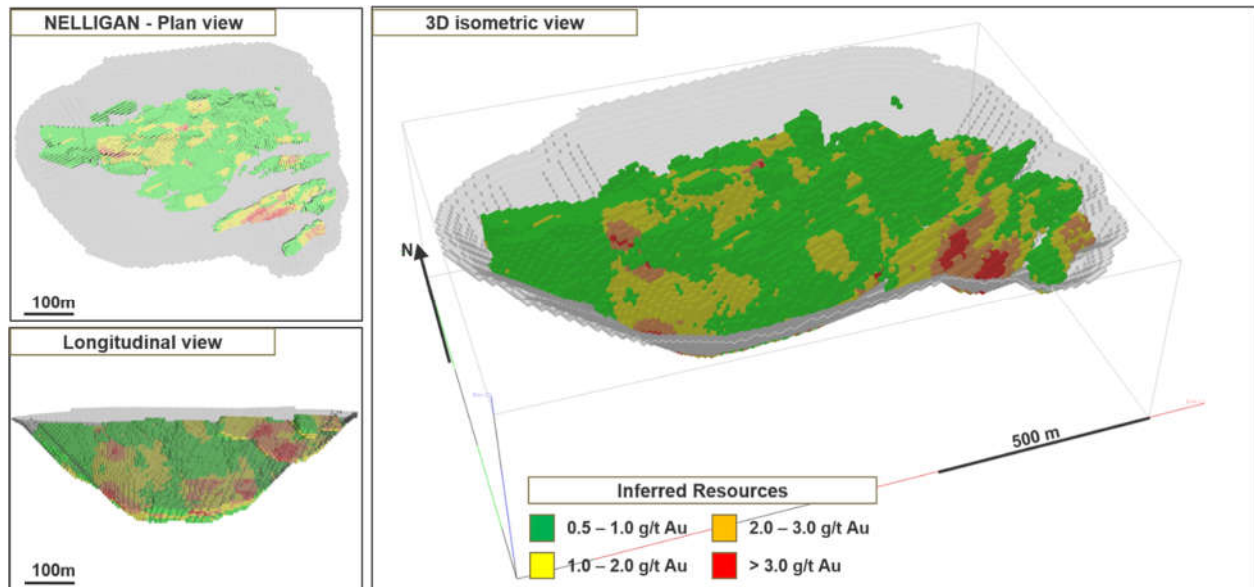 NELLIGAN - Plan view
100m
Longitudinal view
100m
3D isometric view
N
500 m
Inferred Resources
0.5 – 1.0 g/t Au
2.0 – 3.0 g/t Au
1.0 – 2.0 g/t Au
> 3.0 g/t Au